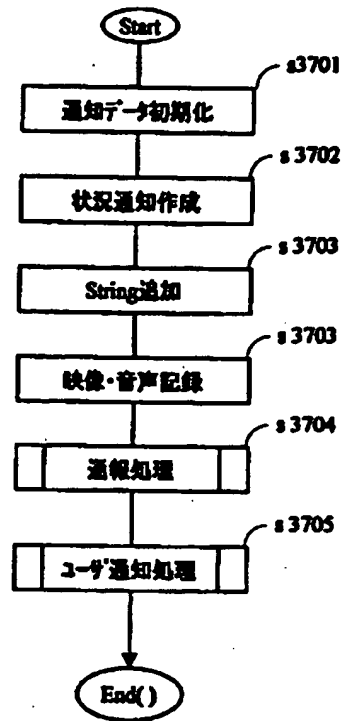 Start
s3701
通知データ初期化
s3702
状況通知作成
s3703
String追加
s3703
映像・音声記録
s3704
通報処理
s3705
ユーザ通知処理
End( )